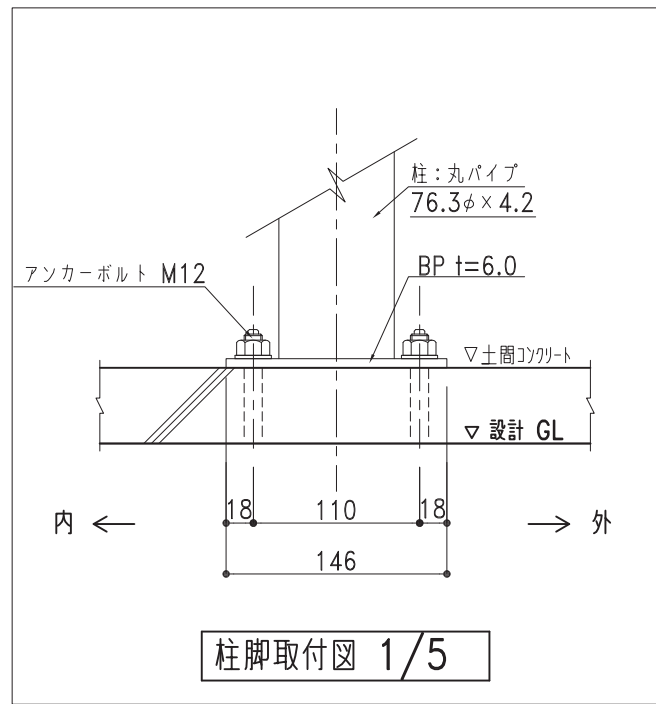 柱：丸パイプ
76.3φ×4.2
アンカーボルト M12
BP t=6.0
▽土間コンクリート
▽ 設計 GL
18 110 18
内 ← → 外
146
柱脚取付図 1/5